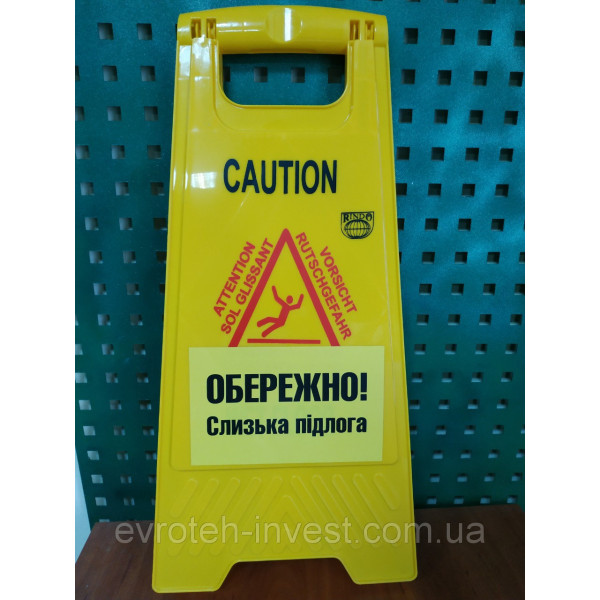 CAUTION
RINDO
ATTENTION
SOL GLISSANT
VORSICHT
RUTSCHGEFAHR
ОБЕРЕЖНО!
Слизька підлога
evroteh-invest.com.ua